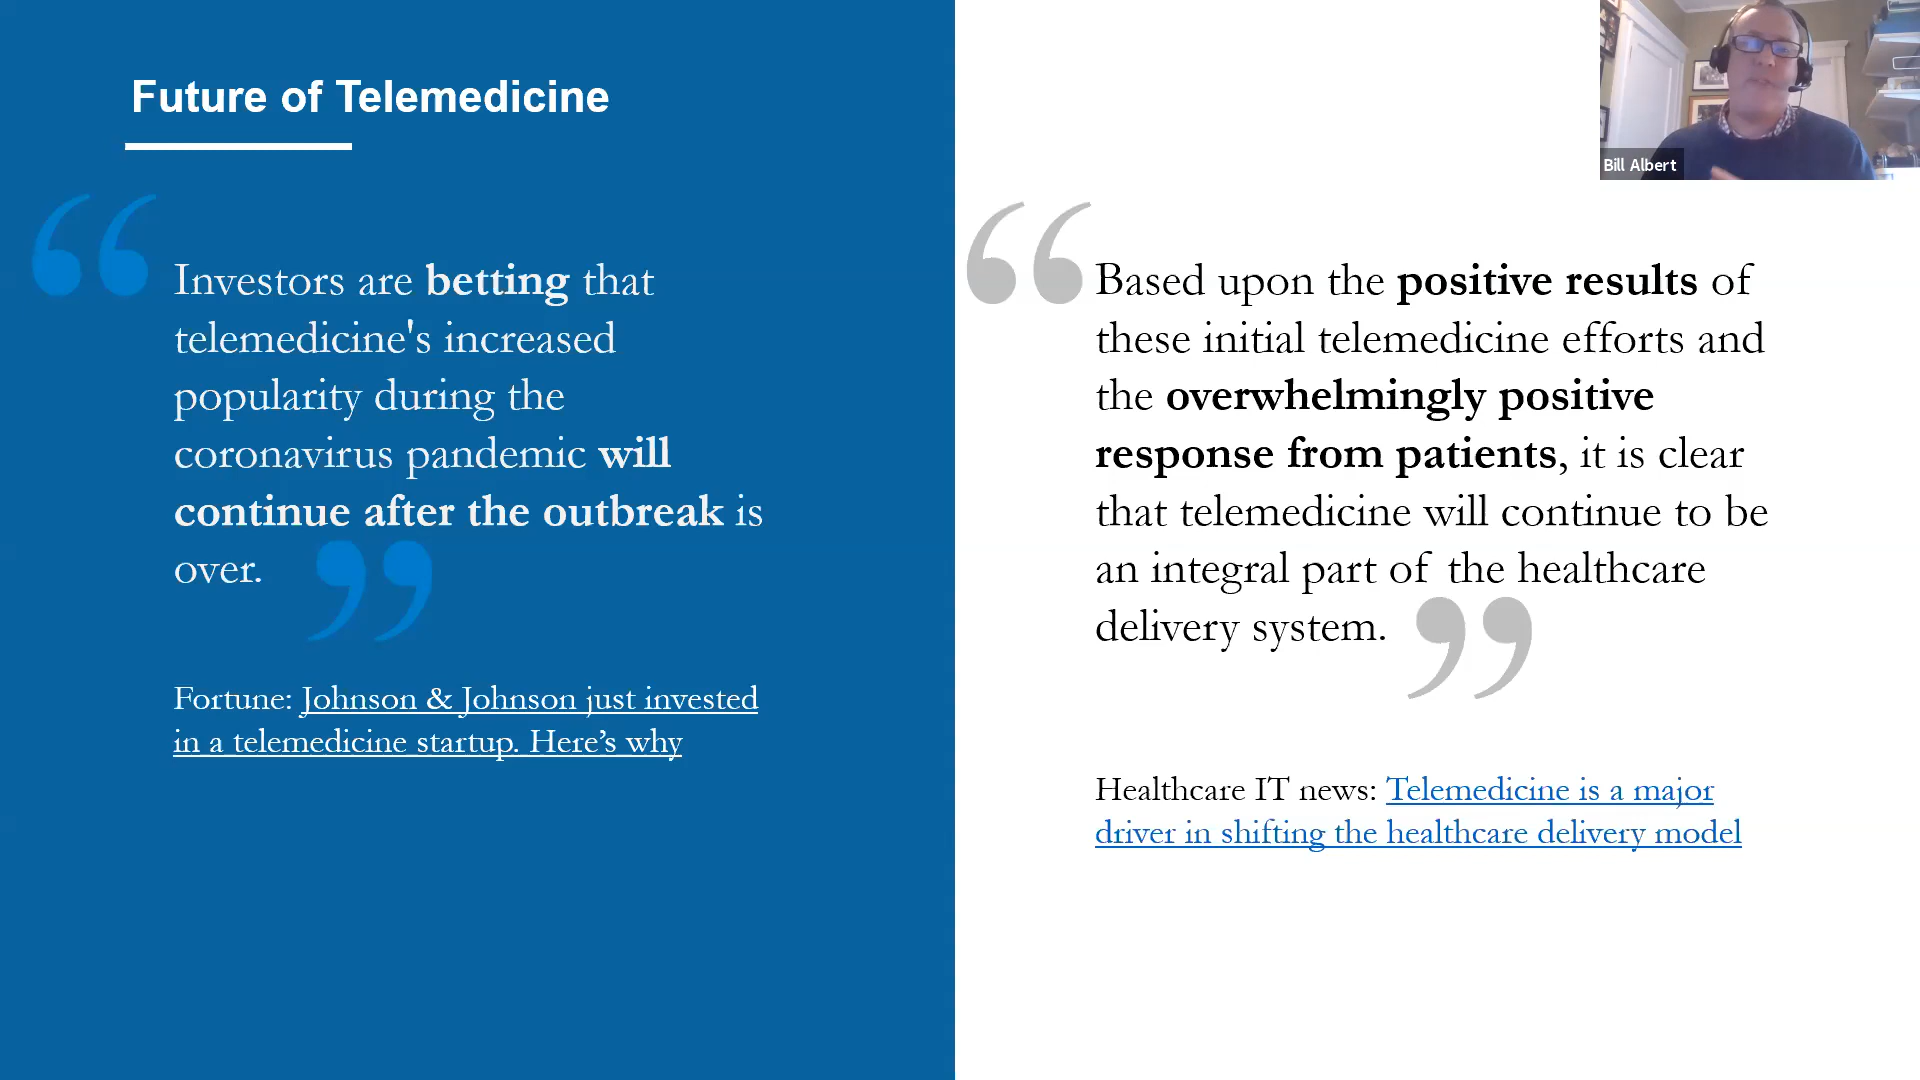 Future of Telemedicine
“
Investors are betting that
telemedicine's increased
popularity during the
coronavirus pandemic will
continue after the outbreak is
over.
”
Fortune: Johnson & Johnson just invested
in a telemedicine startup. Here’s why
“
Based upon the positive results of
these initial telemedicine efforts and
the overwhelmingly positive
response from patients, it is clear
that telemedicine will continue to be
an integral part of the healthcare
delivery system.
”
Healthcare IT news: Telemedicine is a major
driver in shifting the healthcare delivery model
Bill Albert